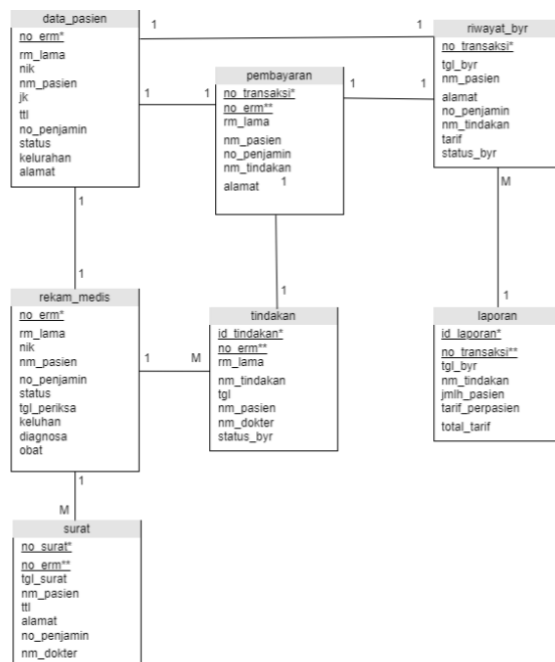 data_pasien
no_erm*
rm_lama
nik
nm_pasien
jk
ttl
no_penjamin
status
kelurahan
alamat
1
1
riwayat_byr
no_transaksi*
tgl_byr
nm_pasien
alamat
no_penjamin
nm_tindakan
tarif
status_byr
1
1
pembayaran
no_transaksi*
no_erm**
rm_lama
nm_pasien
no_penjamin
nm_tindakan
alamat
1
1
1
1
1
1
M
1
rekam_medis
no_erm*
rm_lama
nik
nm_pasien
no_penjamin
status
tgl_periksa
keluhan
diagnosa
obat
1
M
tindakan
id_tindakan*
no_erm**
rm_lama
nm_tindakan
tgl
nm_pasien
nm_dokter
status_byr
laporan
id_laporan*
no_transaksi**
tgl_byr
nm_tindakan
jmlh_pasien
tarif_perpasien
total_tarif
1
M
surat
no_surat*
no_erm**
tgl_surat
nm_pasien
ttl
alamat
no_penjamin
nm_dokter